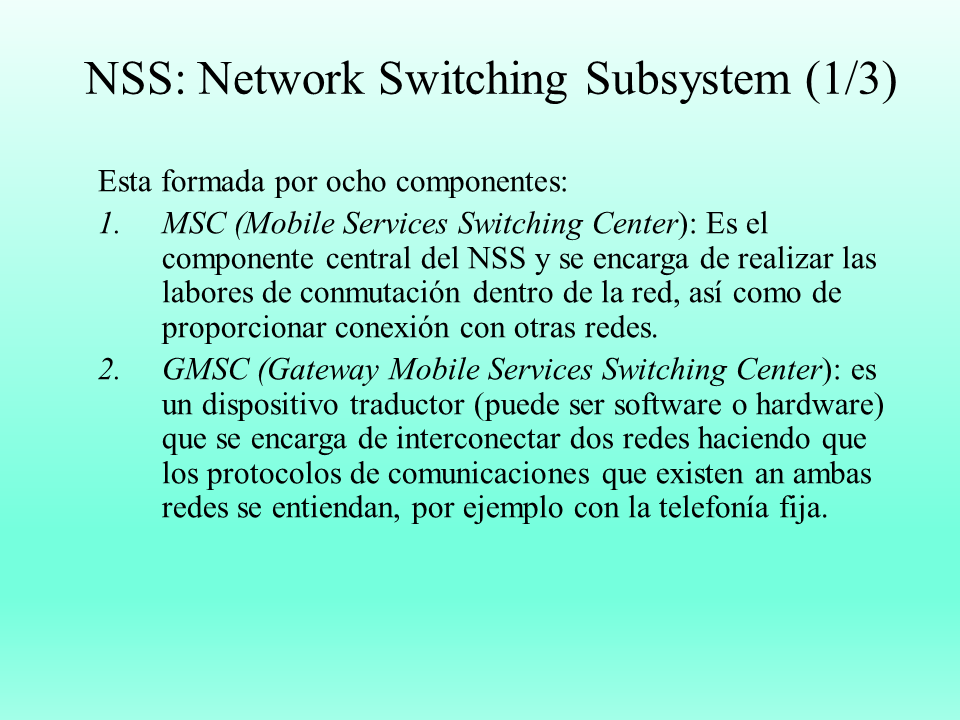 NSS: Network Switching Subsystem (1/3)
Esta formada por ocho componentes:
1. MSC (Mobile Services Switching Center): Es el
componente central del NSS y se encarga de realizar las
labores de conmutación dentro de la red, así como de
proporcionar conexión con otras redes.
2. GMSC (Gateway Mobile Services Switching Center): es
un dispositivo traductor (puede ser software o hardware)
que se encarga de interconectar dos redes haciendo que
los protocolos de comunicaciones que existen an ambas
redes se entiendan, por ejemplo con la telefonía fija.